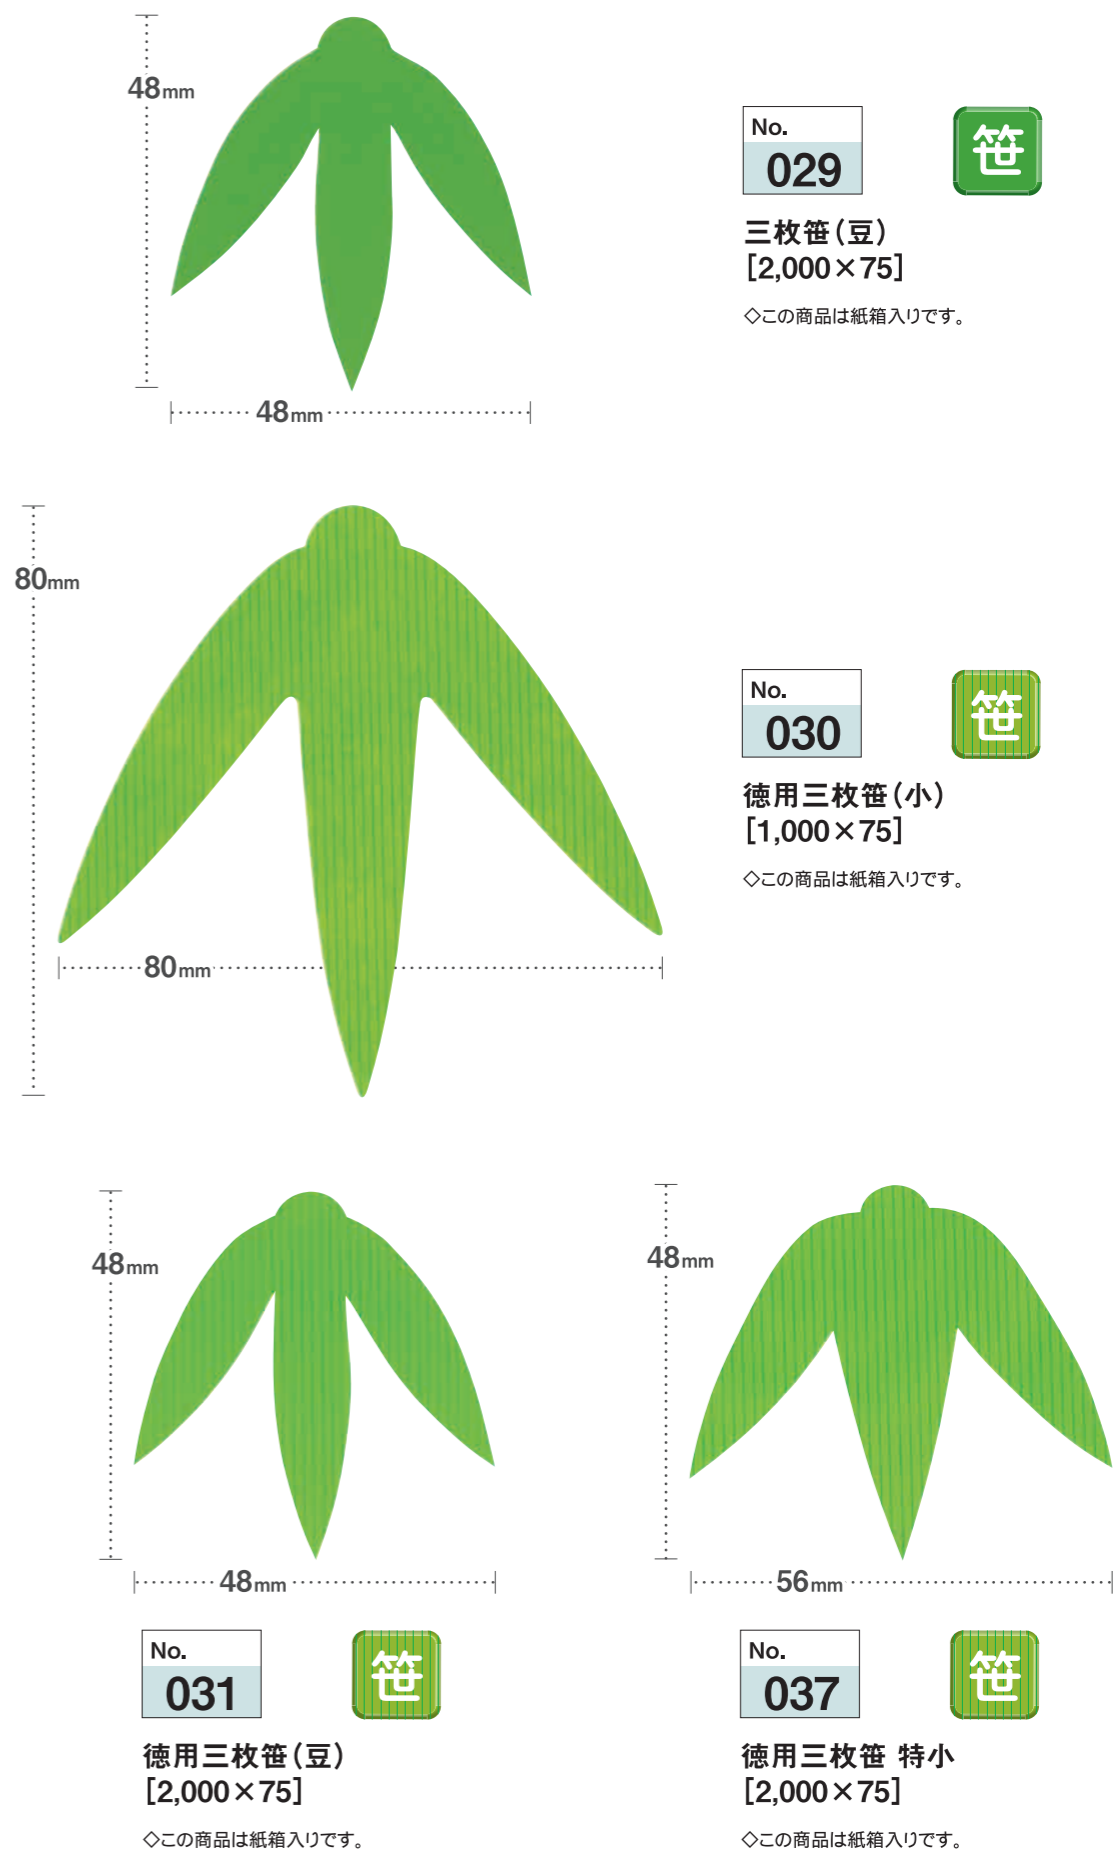 48mm
48mm
No.
029
笹
三枚笹（豆）
［2,000×75］
◇この商品は紙箱入りです。
80mm
80mm
No.
030
笹
徳用三枚笹（小）
［1,000×75］
◇この商品は紙箱入りです。
48mm
48mm
No.
031
笹
徳用三枚笹（豆）
［2,000×75］
◇この商品は紙箱入りです。
48mm
56mm
No.
037
笹
徳用三枚笹 特小
［2,000×75］
◇この商品は紙箱入りです。